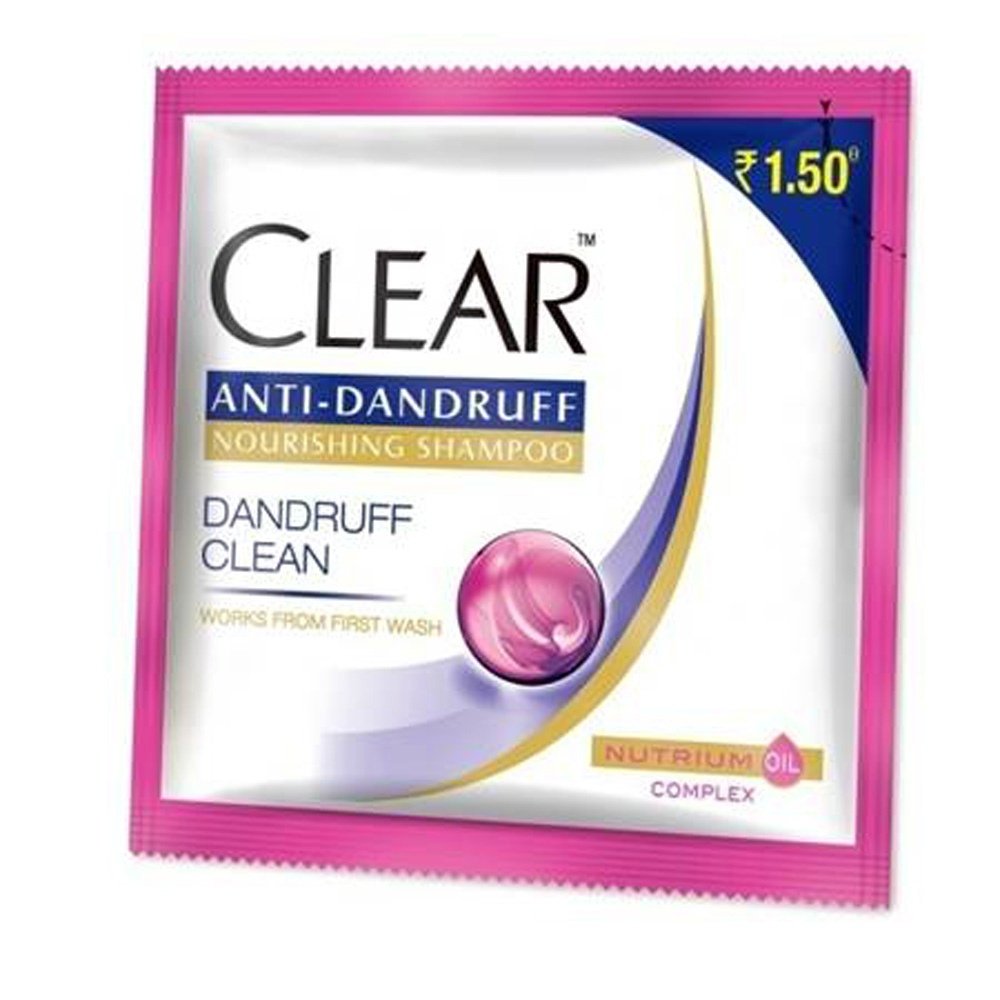 ₹1.50
CLEAR™
ANTI-DANDRUFF
NOURISHING SHAMPOO
DANDRUFF
CLEAN
WORKS FROM FIRST WASH
NUTRIUM OIL
COMPLEX